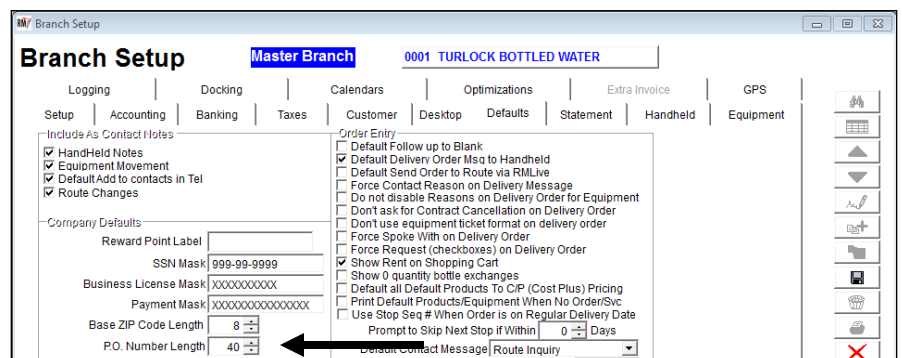 RMA Branch Setup
Branch Setup Master Branch 0001 TURLOCK BOTTLED WATER
Logging Docking Calendars Optimizations Extra Invoice GPS
Setup Accounting Banking Taxes Customer Desktop Defaults Statement Handheld Equipment
Include As Contact Notes
HandHeld Notes
Equipment Movement
Default Add to contacts in Tel
Route Changes
Company Defaults
Reward Point Label
SSN Mask 999-99-9999
Business License Mask XXXXXXXXXX
Payment Mask XXXXXXXXXXXXXXX
Base ZIP Code Length 8
P.O. Number Length 40
Order Entry
Default Follow up to Blank
Default Delivery Order Msg to Handheld
Default Send Order to Route via RMLive
Force Contact Reason on Delivery Message
Do not disable Reasons on Delivery Order for Equipment
Don't ask for Contract Cancellation on Delivery Order
Don't use equipment ticket format on delivery order
Force Spoke With on Delivery Order
Force Request (checkboxes) on Delivery Order
Show Rent on Shopping Cart
Show 0 quantity bottle exchanges
Default all Default Products To C/P (Cost Plus) Pricing
Print Default Products/Equipment When No Order/Svc
Use Stop Seq # When Order is on Regular Delivery Date
Prompt to Skip Next Stop if Within 0 Days
Default Contact Message Route Inquiry